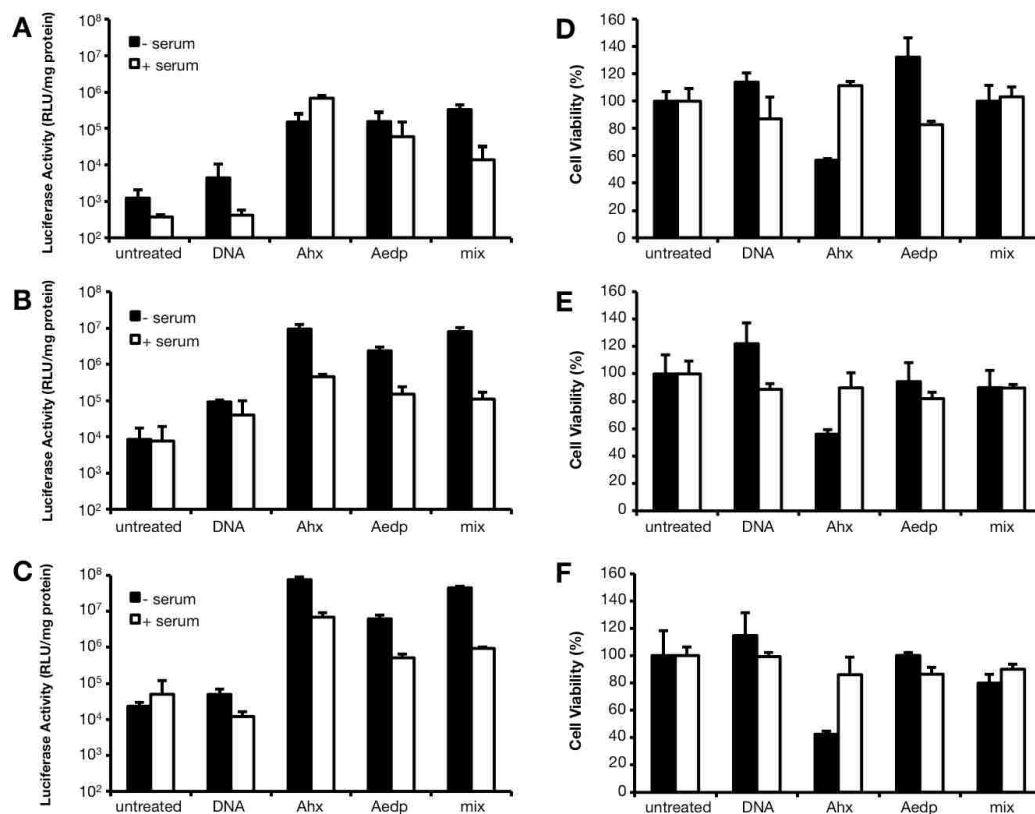 A
Luciferase Activity (RLU/mg protein)
10⁸
10⁷
10⁶
10⁵
10⁴
10³
10²
- serum
+ serum
untreated DNA Ahx Aedp mix
D
Cell Viability (%)
160
140
120
100
80
60
40
20
0
untreated DNA Ahx Aedp mix
B
Luciferase Activity (RLU/mg protein)
10⁸
10⁷
10⁶
10⁵
10⁴
10³
10²
- serum
+ serum
untreated DNA Ahx Aedp mix
E
Cell Viability (%)
160
140
120
100
80
60
40
20
0
untreated DNA Ahx Aedp mix
C
Luciferase Activity (RLU/mg protein)
10⁸
10⁷
10⁶
10⁵
10⁴
10³
10²
- serum
+ serum
untreated DNA Ahx Aedp mix
F
Cell Viability (%)
160
140
120
100
80
60
40
20
0
untreated DNA Ahx Aedp mix